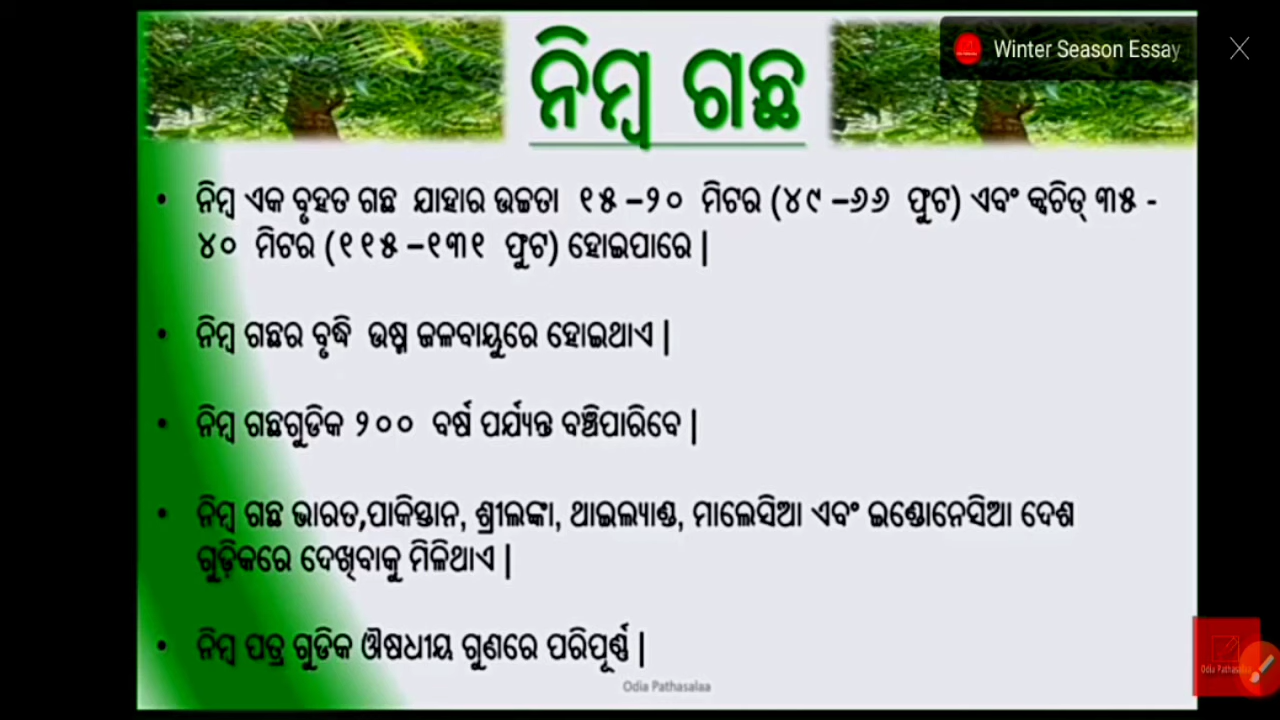 ନିମ୍ବ ଗଛ
Winter Season Essay
• ନିମ୍ବ ଏକ ବୃହତ ଗଛ ଯାହାର ଉଚ୍ଚତା ୧୫ –୨୦ ମିଟର (୪୯ –୬୬ ଫୁଟ) ଏବଂ କ୍ୱଚିତ୍ ୩୫ -
୪୦ ମିଟର (୧୧୫ –୧୩୧ ଫୁଟ) ହୋଇପାରେ |
• ନିମ୍ବ ଗଛର ବୃଦ୍ଧି ଉଷ୍ମ ଜଳବାୟୁରେ ହୋଇଥାଏ |
• ନିମ୍ବ ଗଛଗୁଡିକ ୨୦୦ ବର୍ଷ ପର୍ଯ୍ୟନ୍ତ ବଞ୍ଚିପାରିବେ |
• ନିମ୍ବ ଗଛ ଭାରତ,ପାକିସ୍ତାନ, ଶ୍ରୀଲଙ୍କା, ଥାଇଲ୍ୟାଣ୍ଡ, ମାଲେସିଆ ଏବଂ ଇଣ୍ଡୋନେସିଆ ଦେଶ
ଗୁଡ଼ିକରେ ଦେଖିବାକୁ ମିଳିଥାଏ |
• ନିମ୍ବ ପତ୍ର ଗୁଡିକ ଔଷଧୀୟ ଗୁଣରେ ପରିପୂର୍ଣ୍ଣ |
Odia Pathasalaa
Odia Pathasalaa